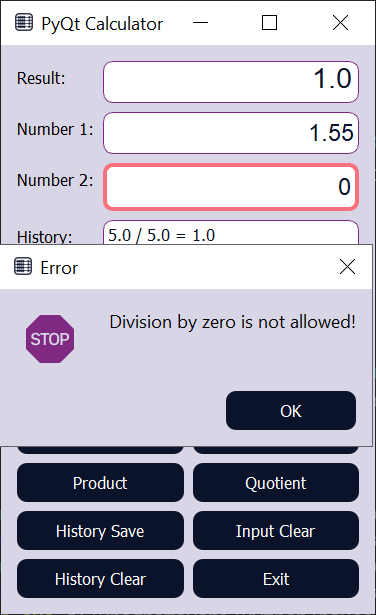 PyQt Calculator
Result:
1.0
Number 1:
1.55
Number 2:
0
History:
5.0 / 5.0 = 1.0
Error
STOP
Division by zero is not allowed!
OK
Product
Quotient
History Save
Input Clear
History Clear
Exit